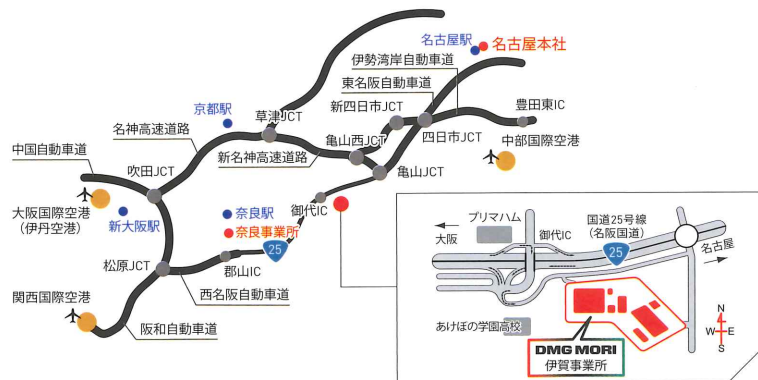 名古屋駅
名古屋本社
伊勢湾岸自動車道
東名阪自動車道
新四日市JCT
豊田東IC
京都駅
草津JCT
名神高速道路
亀山西JCT
四日市JCT
中部国際空港
中国自動車道
新名神高速道路
吹田JCT
亀山JCT
大阪国際空港
(伊丹空港)
新大阪駅
奈良駅
奈良事業所
御代IC
25
松原JCT
郡山IC
関西国際空港
西名阪自動車道
阪和自動車道
プリマハム
大阪
御代IC
国道25号線
(名阪国道)
25
名古屋
あけぼの学園高校
DMG MORI
伊賀事業所
N
W
E
S